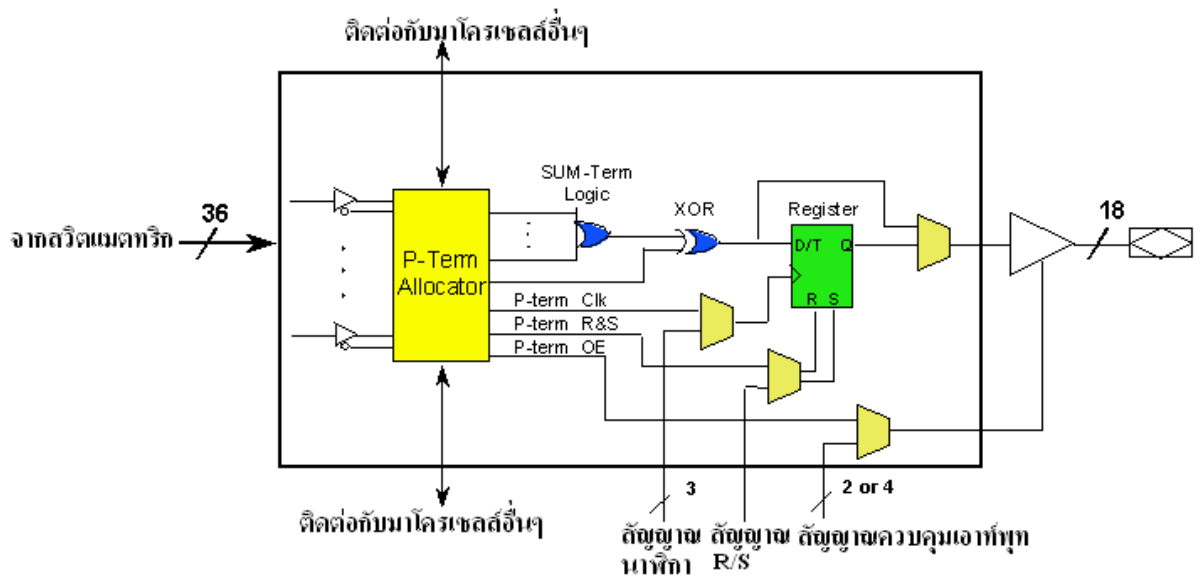 ติดต่อกับมาโครเซลล์อื่นๆ
SUM-Term
Logic
XOR
Register
36
18
จากสวิตแมตทริก
D/T Q
P-Term
Allocator
R S
P-term Clk
P-term R&S
P-term OE
3
2 or 4
ติดต่อกับมาโครเซลล์อื่นๆ
สัญญาณ
นาฬิกา
สัญญาณ
R/S
สัญญาณควบคุมเอาท์พุท